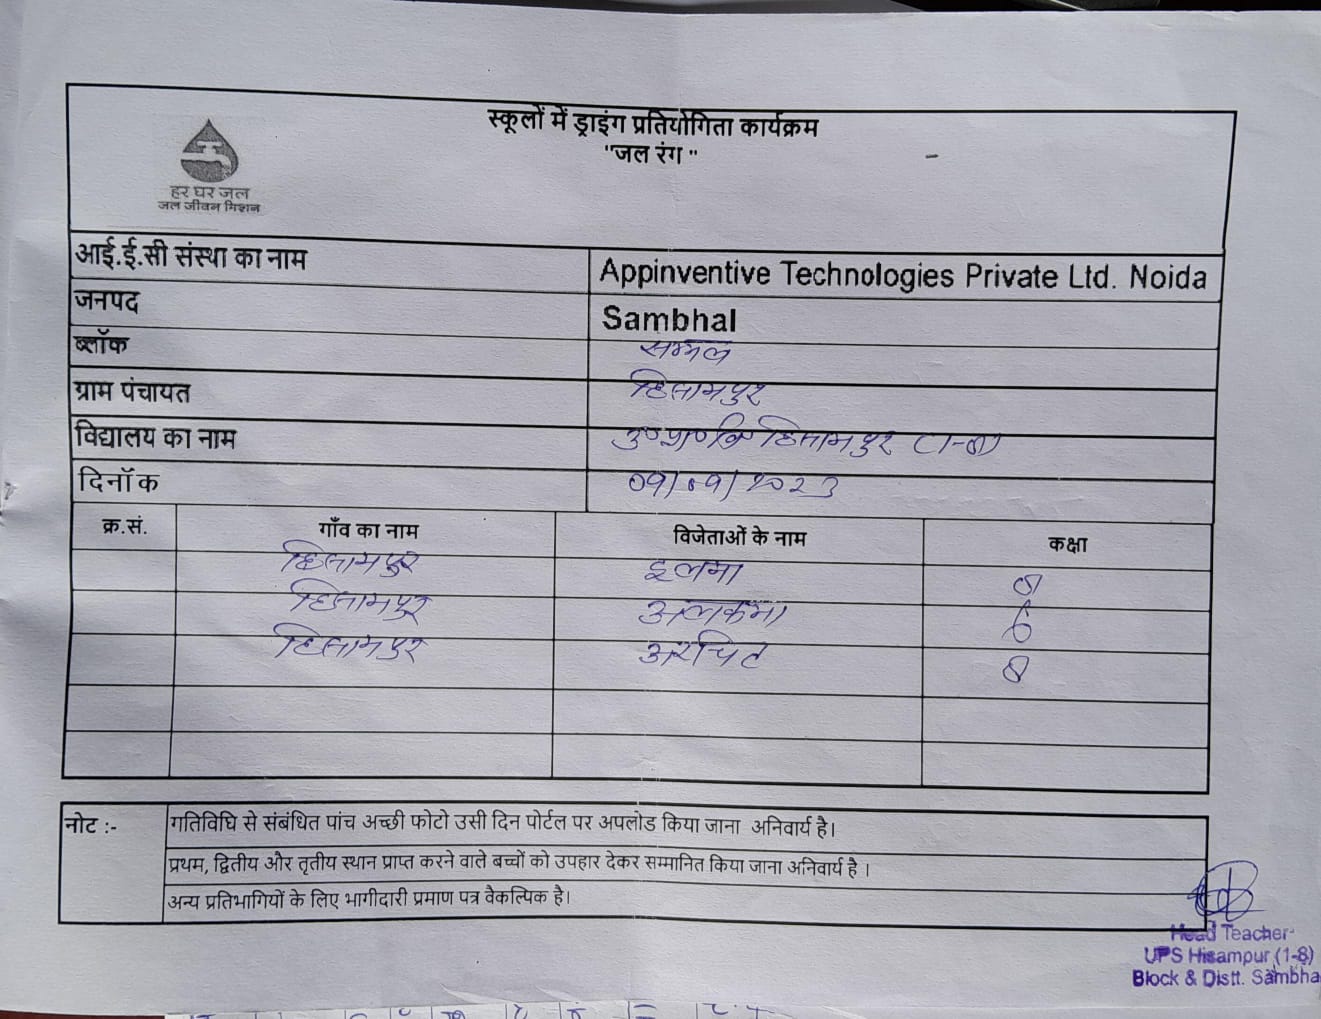 स्कूलों में ड्राइंग प्रतियोगिता कार्यक्रम
"जल रंग "
हर घर जल
जल जीवन मिशन
आई.ई.सी संस्था का नाम Appinventive Technologies Private Ltd. Noida
जनपद Sambhal
ब्लॉक सम्भल
ग्राम पंचायत हिसामपुर
विद्यालय का नाम उ०प्रा०वि हिसामपुर (1-8)
दिनॉक 09/09/2023
क्र.सं. गाँव का नाम विजेताओं के नाम कक्षा
हिसामपुर इलमा 8
हिसामपुर अलकमा 6
हिसामपुर अरचित 8
नोट :- गतिविधि से संबंधित पांच अच्छी फोटो उसी दिन पोर्टल पर अपलोड किया जाना अनिवार्य है।
प्रथम, द्वितीय और तृतीय स्थान प्राप्त करने वाले बच्चों को उपहार देकर सम्मानित किया जाना अनिवार्य है ।
अन्य प्रतिभागियों के लिए भागीदारी प्रमाण पत्र वैकल्पिक है।
Head Teacher
UPS Hisampur (1-8)
Block & Distt. Sambha